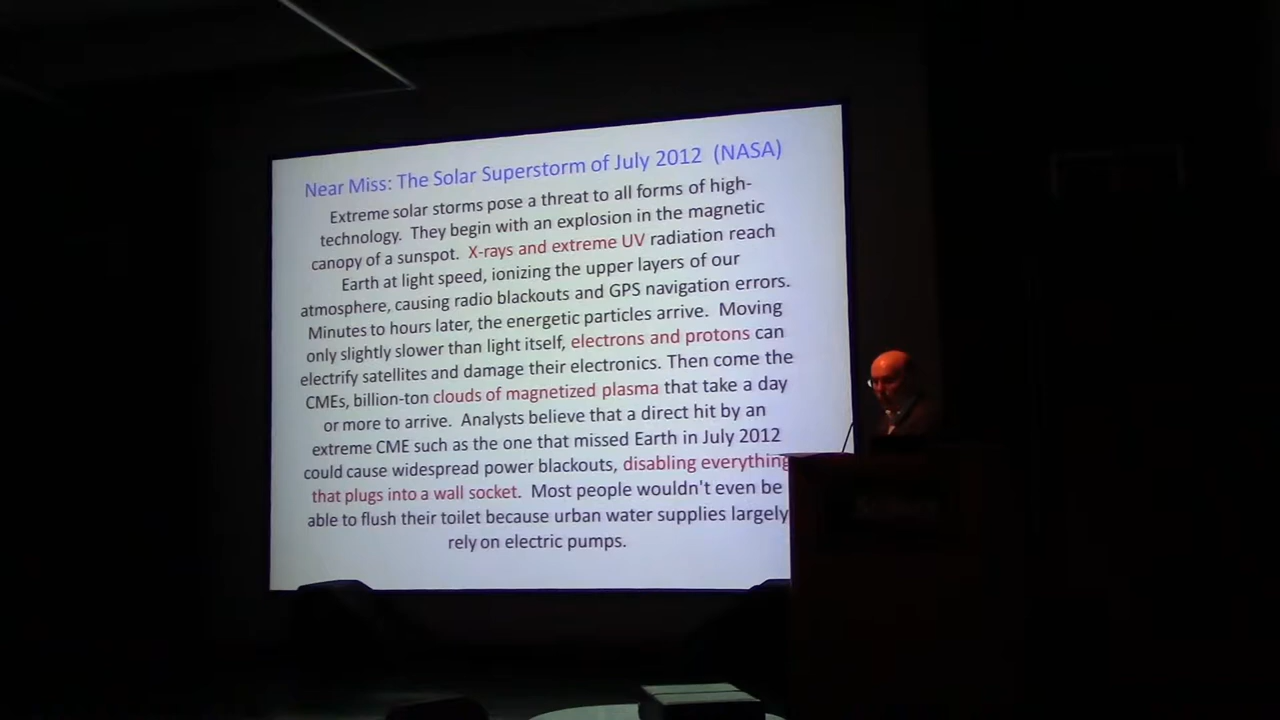 Near Miss: The Solar Superstorm of July 2012 (NASA)
Extreme solar storms pose a threat to all forms of high-
technology. They begin with an explosion in the magnetic
canopy of a sunspot. X-rays and extreme UV radiation reach
Earth at light speed, ionizing the upper layers of our
atmosphere, causing radio blackouts and GPS navigation errors.
Minutes to hours later, the energetic particles arrive. Moving
only slightly slower than light itself, electrons and protons can
electrify satellites and damage their electronics. Then come the
CMEs, billion-ton clouds of magnetized plasma that take a day
or more to arrive. Analysts believe that a direct hit by an
extreme CME such as the one that missed Earth in July 2012
could cause widespread power blackouts, disabling everything
that plugs into a wall socket. Most people wouldn't even be
able to flush their toilet because urban water supplies largely
rely on electric pumps.